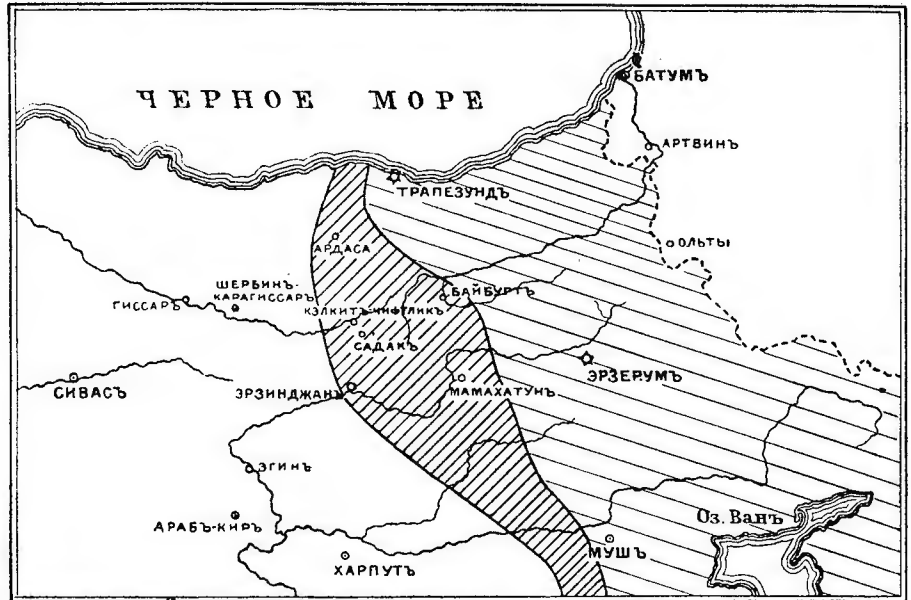 БАТУМЪ
ЧЕРНОЕ МОРЕ
АРТВИНЪ
ТРАПЕЗУНДЪ
ОЛЬТЫ
АРДАСА
ШЕРБИНЪ-
КАРАГИССАРЪ
БАЙБУРТЪ
ГИССАРЪ
КЭЛКИТЪ-ЧИФТЛИКЪ
САДАКЪ
ЭРЗЕРУМЪ
СИВАСЪ
ЭРЗИНДЖАНЪ
МАМАХАТУНЪ
ЭГИНЪ
Оз. Ванъ
АРАБЪ-КИРЪ
МУШЪ
ХАРПУТЪ